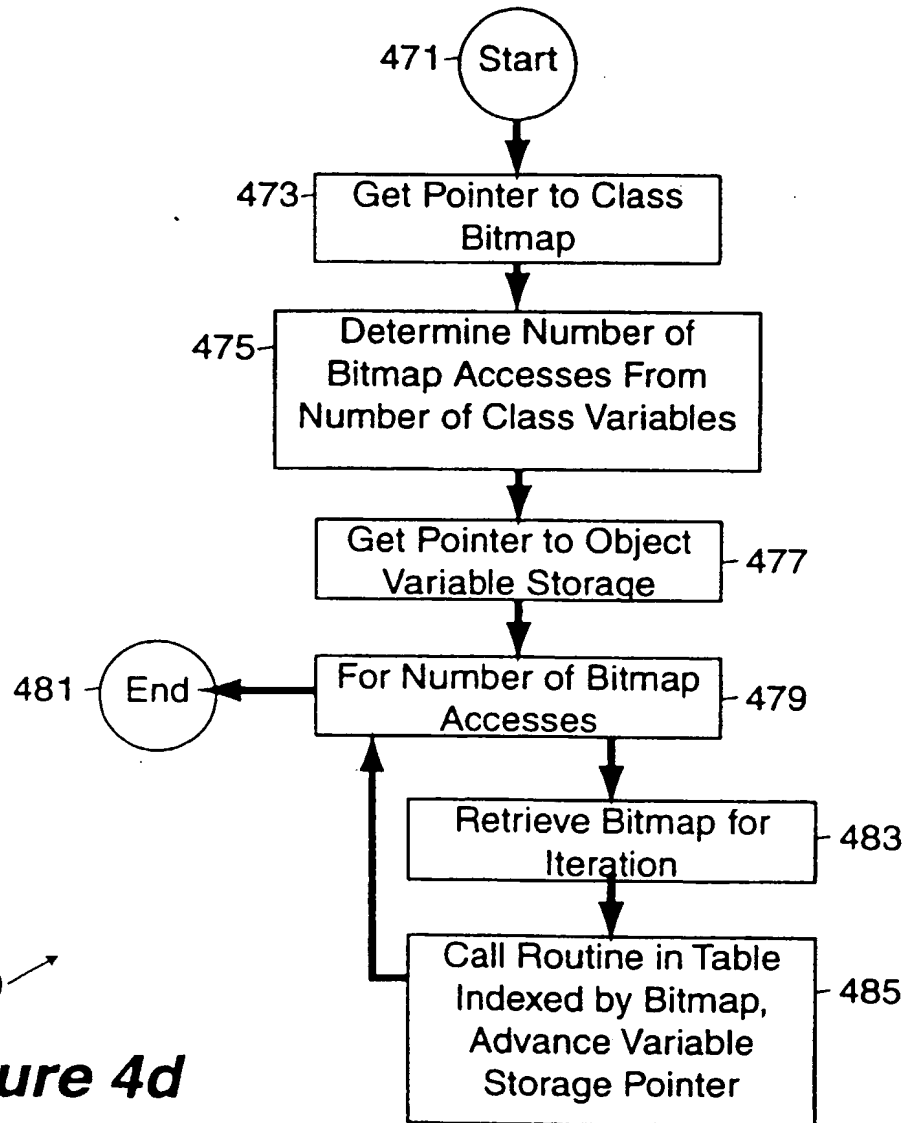 471
Start
473
Get Pointer to Class
Bitmap
475
Determine Number of
Bitmap Accesses From
Number of Class Variables
Get Pointer to Object
Variable Storage
477
481
End
For Number of Bitmap
Accesses
479
Retrieve Bitmap for
Iteration
483
Call Routine in Table
Indexed by Bitmap,
Advance Variable
Storage Pointer
485
ure 4d